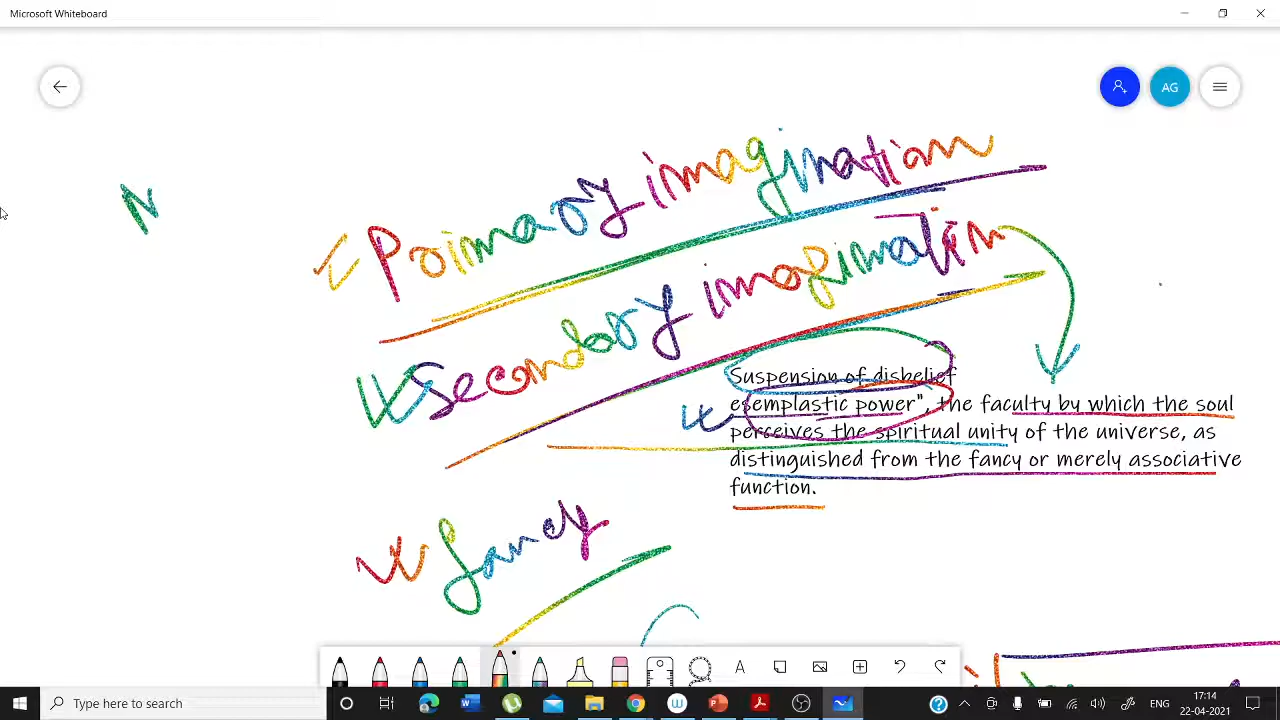 Microsoft Whiteboard
AG
N
Primary imagination
Secondary imagination
Suspension of disbelief
esemplastic power", the faculty by which the soul
perceives the spiritual unity of the universe, as
distinguished from the fancy or merely associative
function.
fancy
A
Type here to search
ENG
17:14
22-04-2021